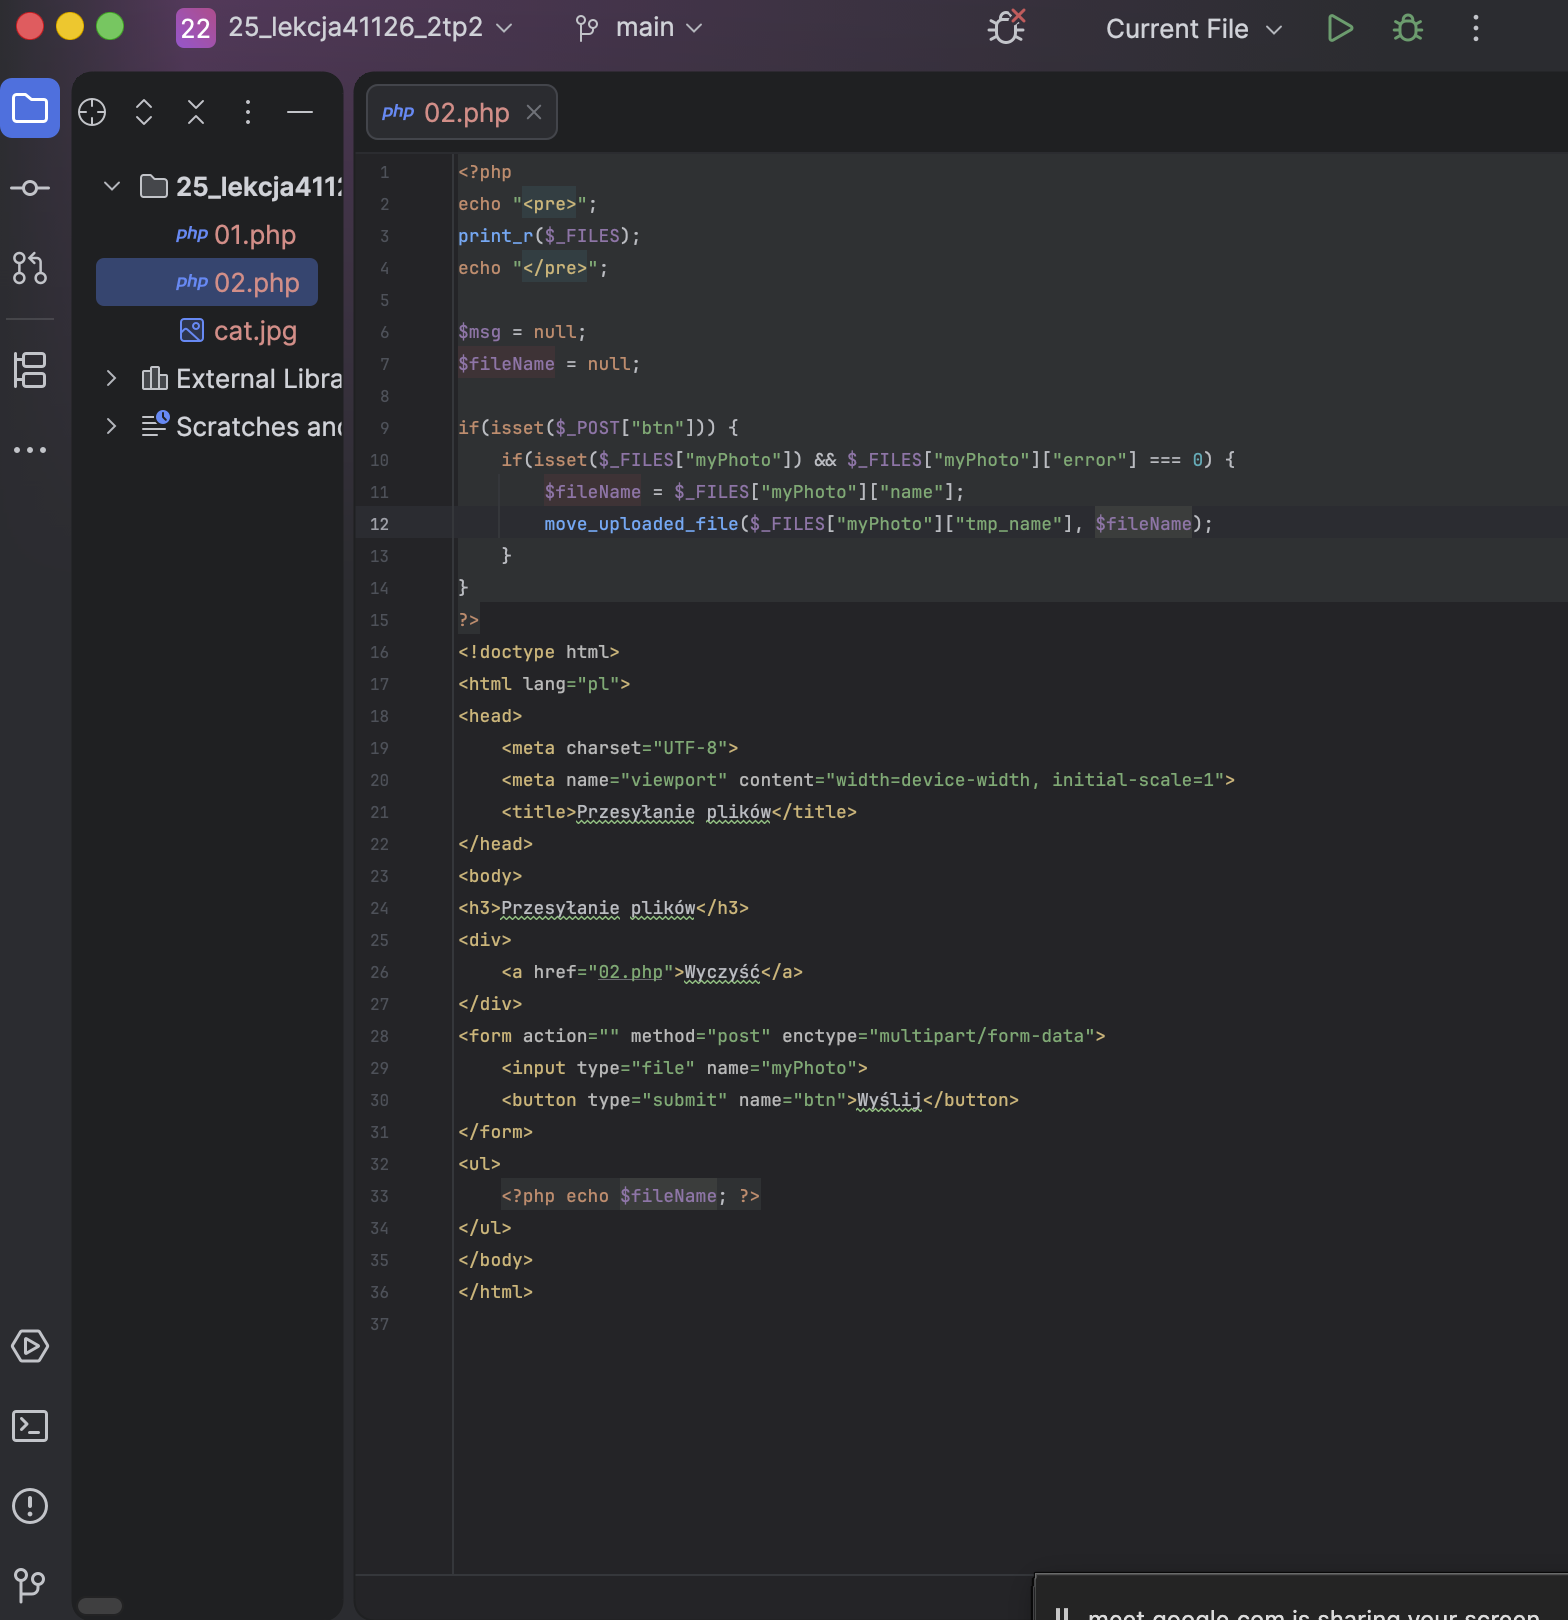 22 25_lekcja41126_2tp2 main Current File
php 02.php
25_lekcja4112
php 01.php
php 02.php
cat.jpg
External Libra
Scratches and
1 <?php
2 echo "<pre>";
3 print_r($_FILES);
4 echo "</pre>";
5
6 $msg = null;
7 $fileName = null;
8
9 if(isset($_POST["btn"])) {
10     if(isset($_FILES["myPhoto"]) && $_FILES["myPhoto"]["error"] === 0) {
11         $fileName = $_FILES["myPhoto"]["name"];
12         move_uploaded_file($_FILES["myPhoto"]["tmp_name"], $fileName);
13     }
14 }
15 ?>
16 <!doctype html>
17 <html lang="pl">
18 <head>
19     <meta charset="UTF-8">
20     <meta name="viewport" content="width=device-width, initial-scale=1">
21     <title>Przesyłanie plików</title>
22 </head>
23 <body>
24 <h3>Przesyłanie plików</h3>
25 <div>
26     <a href="02.php">Wyczyść</a>
27 </div>
28 <form action="" method="post" enctype="multipart/form-data">
29     <input type="file" name="myPhoto">
30     <button type="submit" name="btn">Wyślij</button>
31 </form>
32 <ul>
33     <?php echo $fileName; ?>
34 </ul>
35 </body>
36 </html>
37
meet.google.com is sharing your screen.